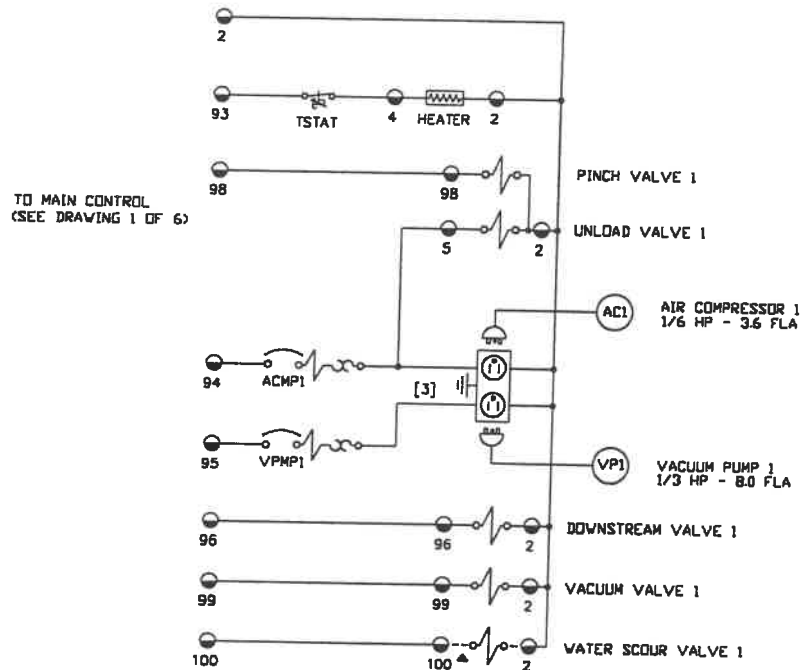 2
93
TSTAT
4
HEATER
2
98
98
PINCH VALVE 1
TO MAIN CONTROL
(SEE DRAWING 1 OF 6)
5
2
UNLOAD VALVE 1
AC1
AIR COMPRESSOR 1
1/6 HP - 3.6 FLA
94
ACMP1
[3]
95
VPMP1
VP1
VACUUM PUMP 1
1/3 HP - 8.0 FLA
96
96
2
DOWNSTREAM VALVE 1
99
99
2
VACUUM VALVE 1
100
100
2
WATER SCOUR VALVE 1